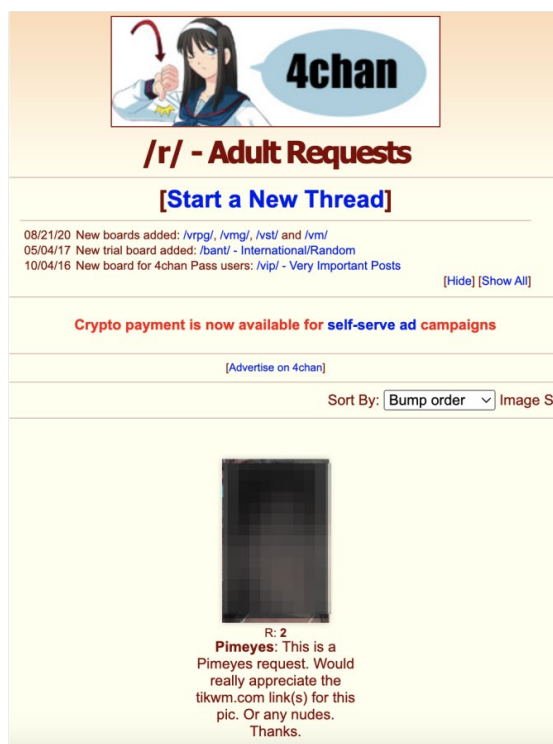 4chan
/r/ - Adult Requests
[Start a New Thread]
08/21/20 New boards added: /vrpg/, /vmg/, /vst/ and /vm/
05/04/17 New trial board added: /bant/ - International/Random
10/04/16 New board for 4chan Pass users: /vip/ - Very Important Posts
[Hide] [Show All]
Crypto payment is now available for self-serve ad campaigns
[Advertise on 4chan]
Sort By: Bump order Image S
R: 2
Pimeyes: This is a
Pimeyes request. Would
really appreciate the
tikwm.com link(s) for this
pic. Or any nudes.
Thanks.